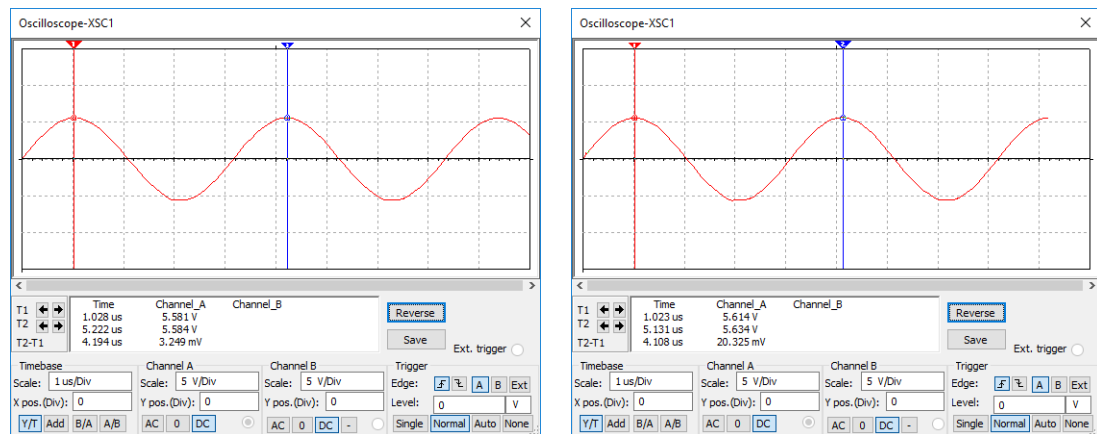 Oscilloscope-XSC1 ×
1 2
< >
T1 Time Channel_A Channel_B Reverse
1.028 us 5.581 V
T2 5.222 us 5.584 V
T2-T1 4.194 us 3.249 mV Save Ext. trigger
Timebase Channel A Channel B Trigger
Scale: 1 us/Div Scale: 5 V/Div Scale: 5 V/Div Edge: A B Ext
X pos.(Div): 0 Y pos.(Div): 0 Y pos.(Div): 0 Level: 0 V
Y/T Add B/A A/B AC 0 DC AC 0 DC - Single Normal Auto None
Oscilloscope-XSC1 ×
1 2
< >
T1 Time Channel_A Channel_B Reverse
1.023 us 5.614 V
T2 5.131 us 5.634 V
T2-T1 4.108 us 20.325 mV Save Ext. trigger
Timebase Channel A Channel B Trigger
Scale: 1 us/Div Scale: 5 V/Div Scale: 5 V/Div Edge: A B Ext
X pos.(Div): 0 Y pos.(Div): 0 Y pos.(Div): 0 Level: 0 V
Y/T Add B/A A/B AC 0 DC AC 0 DC - Single Normal Auto None